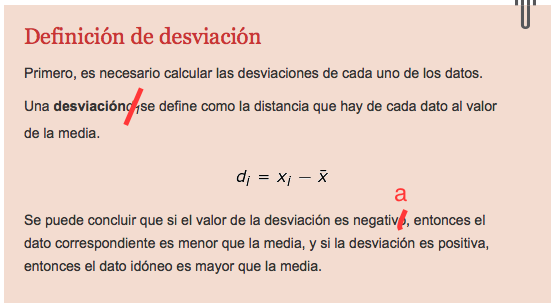 Definición de desviación
Primero, es necesario calcular las desviaciones de cada uno de los datos.
Una desviación se define como la distancia que hay de cada dato al valor
de la media.
dᵢ = xᵢ − x̄
a
Se puede concluir que si el valor de la desviación es negativo, entonces el
dato correspondiente es menor que la media, y si la desviación es positiva,
entonces el dato idóneo es mayor que la media.